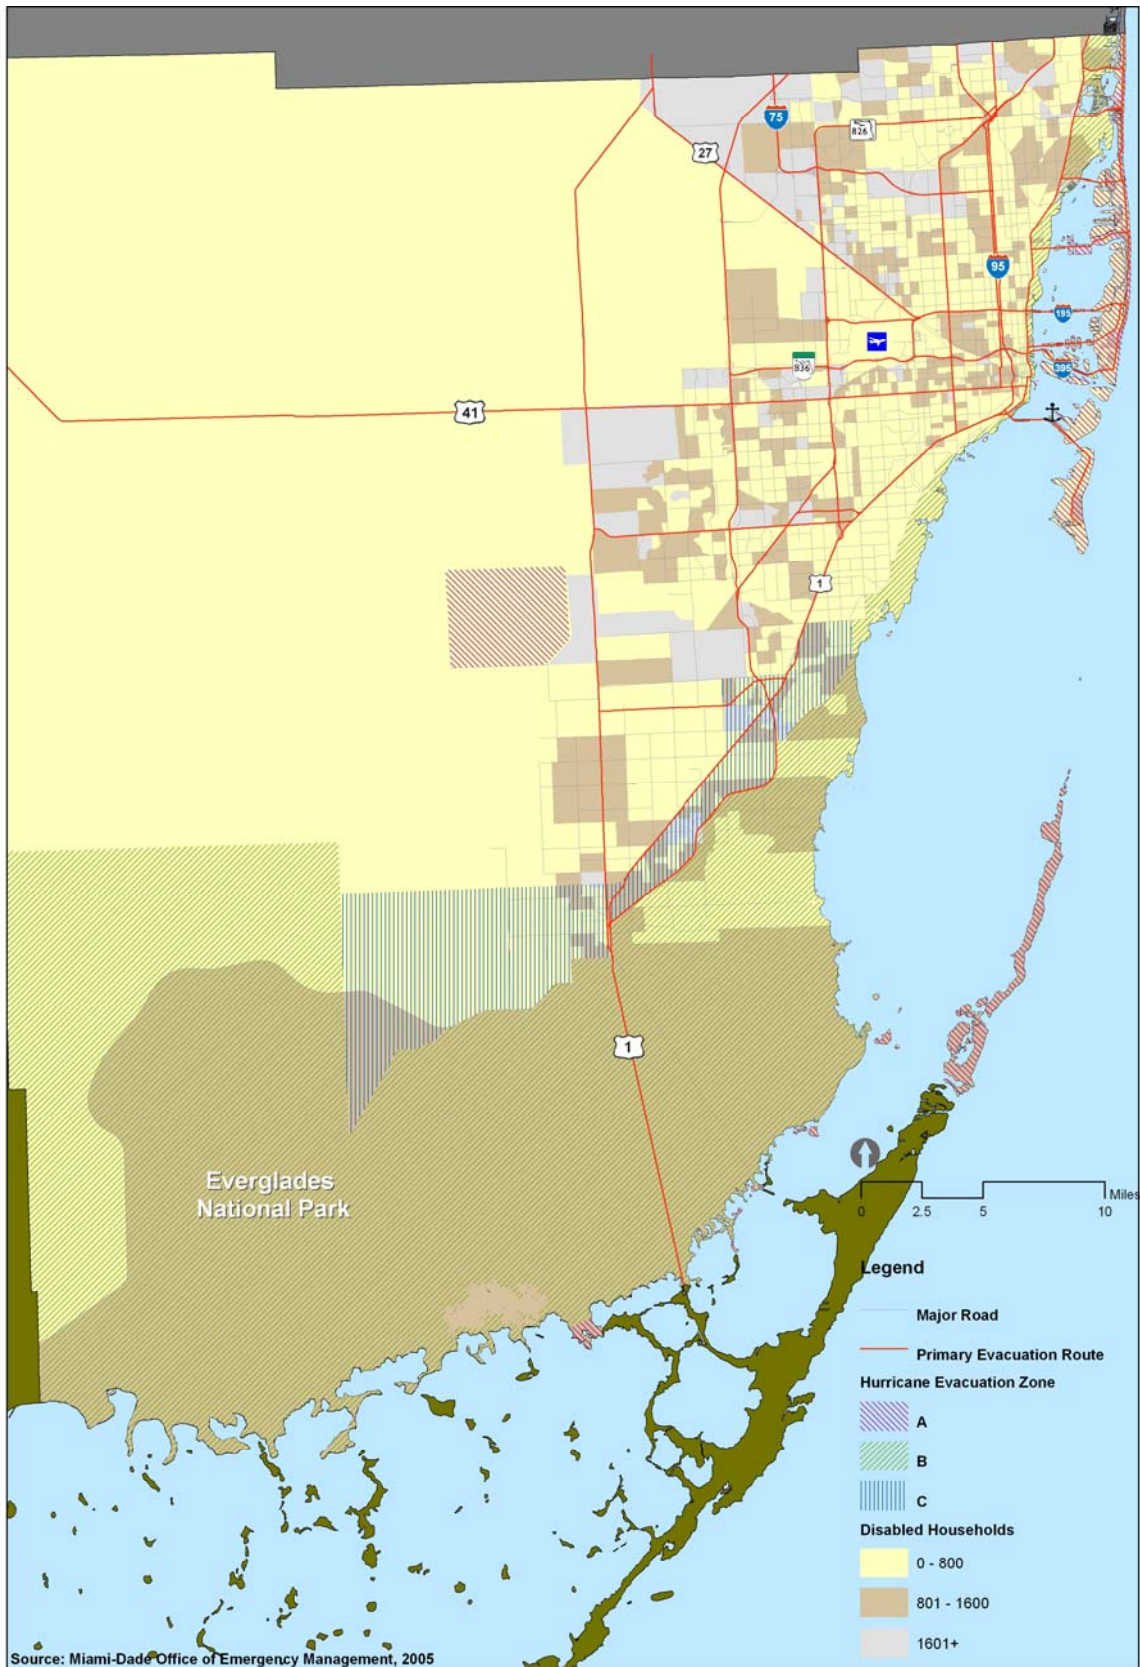 75
826
27
95
195
836
395
41
1
1
Everglades
National Park
Miles
0 2.5 5 10
Legend
Major Road
Primary Evacuation Route
Hurricane Evacuation Zone
A
B
C
Disabled Households
0 - 800
801 - 1600
1601+
Source: Miami-Dade Office of Emergency Management, 2005